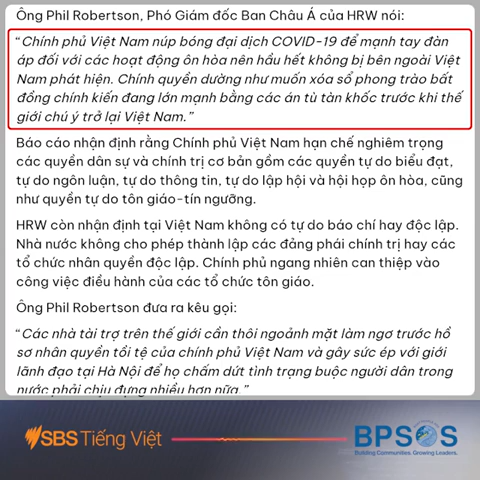 Ông Phil Robertson, Phó Giám đốc Ban Châu Á của HRW nói:
“Chính phủ Việt Nam núp bóng đại dịch COVID-19 để mạnh tay đàn
áp đối với các hoạt động ôn hòa nên hầu hết không bị bên ngoài Việt
Nam phát hiện. Chính quyền dường như muốn xóa sổ phong trào bất
đồng chính kiến đang lớn mạnh bằng các án tù tàn khốc trước khi thế
giới chú ý trở lại Việt Nam.”
Báo cáo nhận định rằng Chính phủ Việt Nam hạn chế nghiêm trọng
các quyền dân sự và chính trị cơ bản gồm các quyền tự do biểu đạt,
tự do ngôn luận, tự do thông tin, tự do lập hội và hội họp ôn hòa, cũng
như quyền tự do tôn giáo-tín ngưỡng.
HRW còn nhận định tại Việt Nam không có tự do báo chí hay độc lập.
Nhà nước không cho phép thành lập các đảng phái chính trị hay các
tổ chức nhân quyền độc lập. Chính phủ ngang nhiên can thiệp vào
công việc điều hành của các tổ chức tôn giáo.
Ông Phil Robertson đưa ra kêu gọi:
“Các nhà tài trợ trên thế giới cần thôi ngoảnh mặt làm ngơ trước hồ
sơ nhân quyền tồi tệ của chính phủ Việt Nam và gây sức ép với giới
lãnh đạo tại Hà Nội để họ chấm dứt tình trạng buộc người dân trong
nước phải chịu đựng nhiều hơn nữa.”
SBS Tiếng Việt
BPSOS
Building Communities. Growing Leaders.